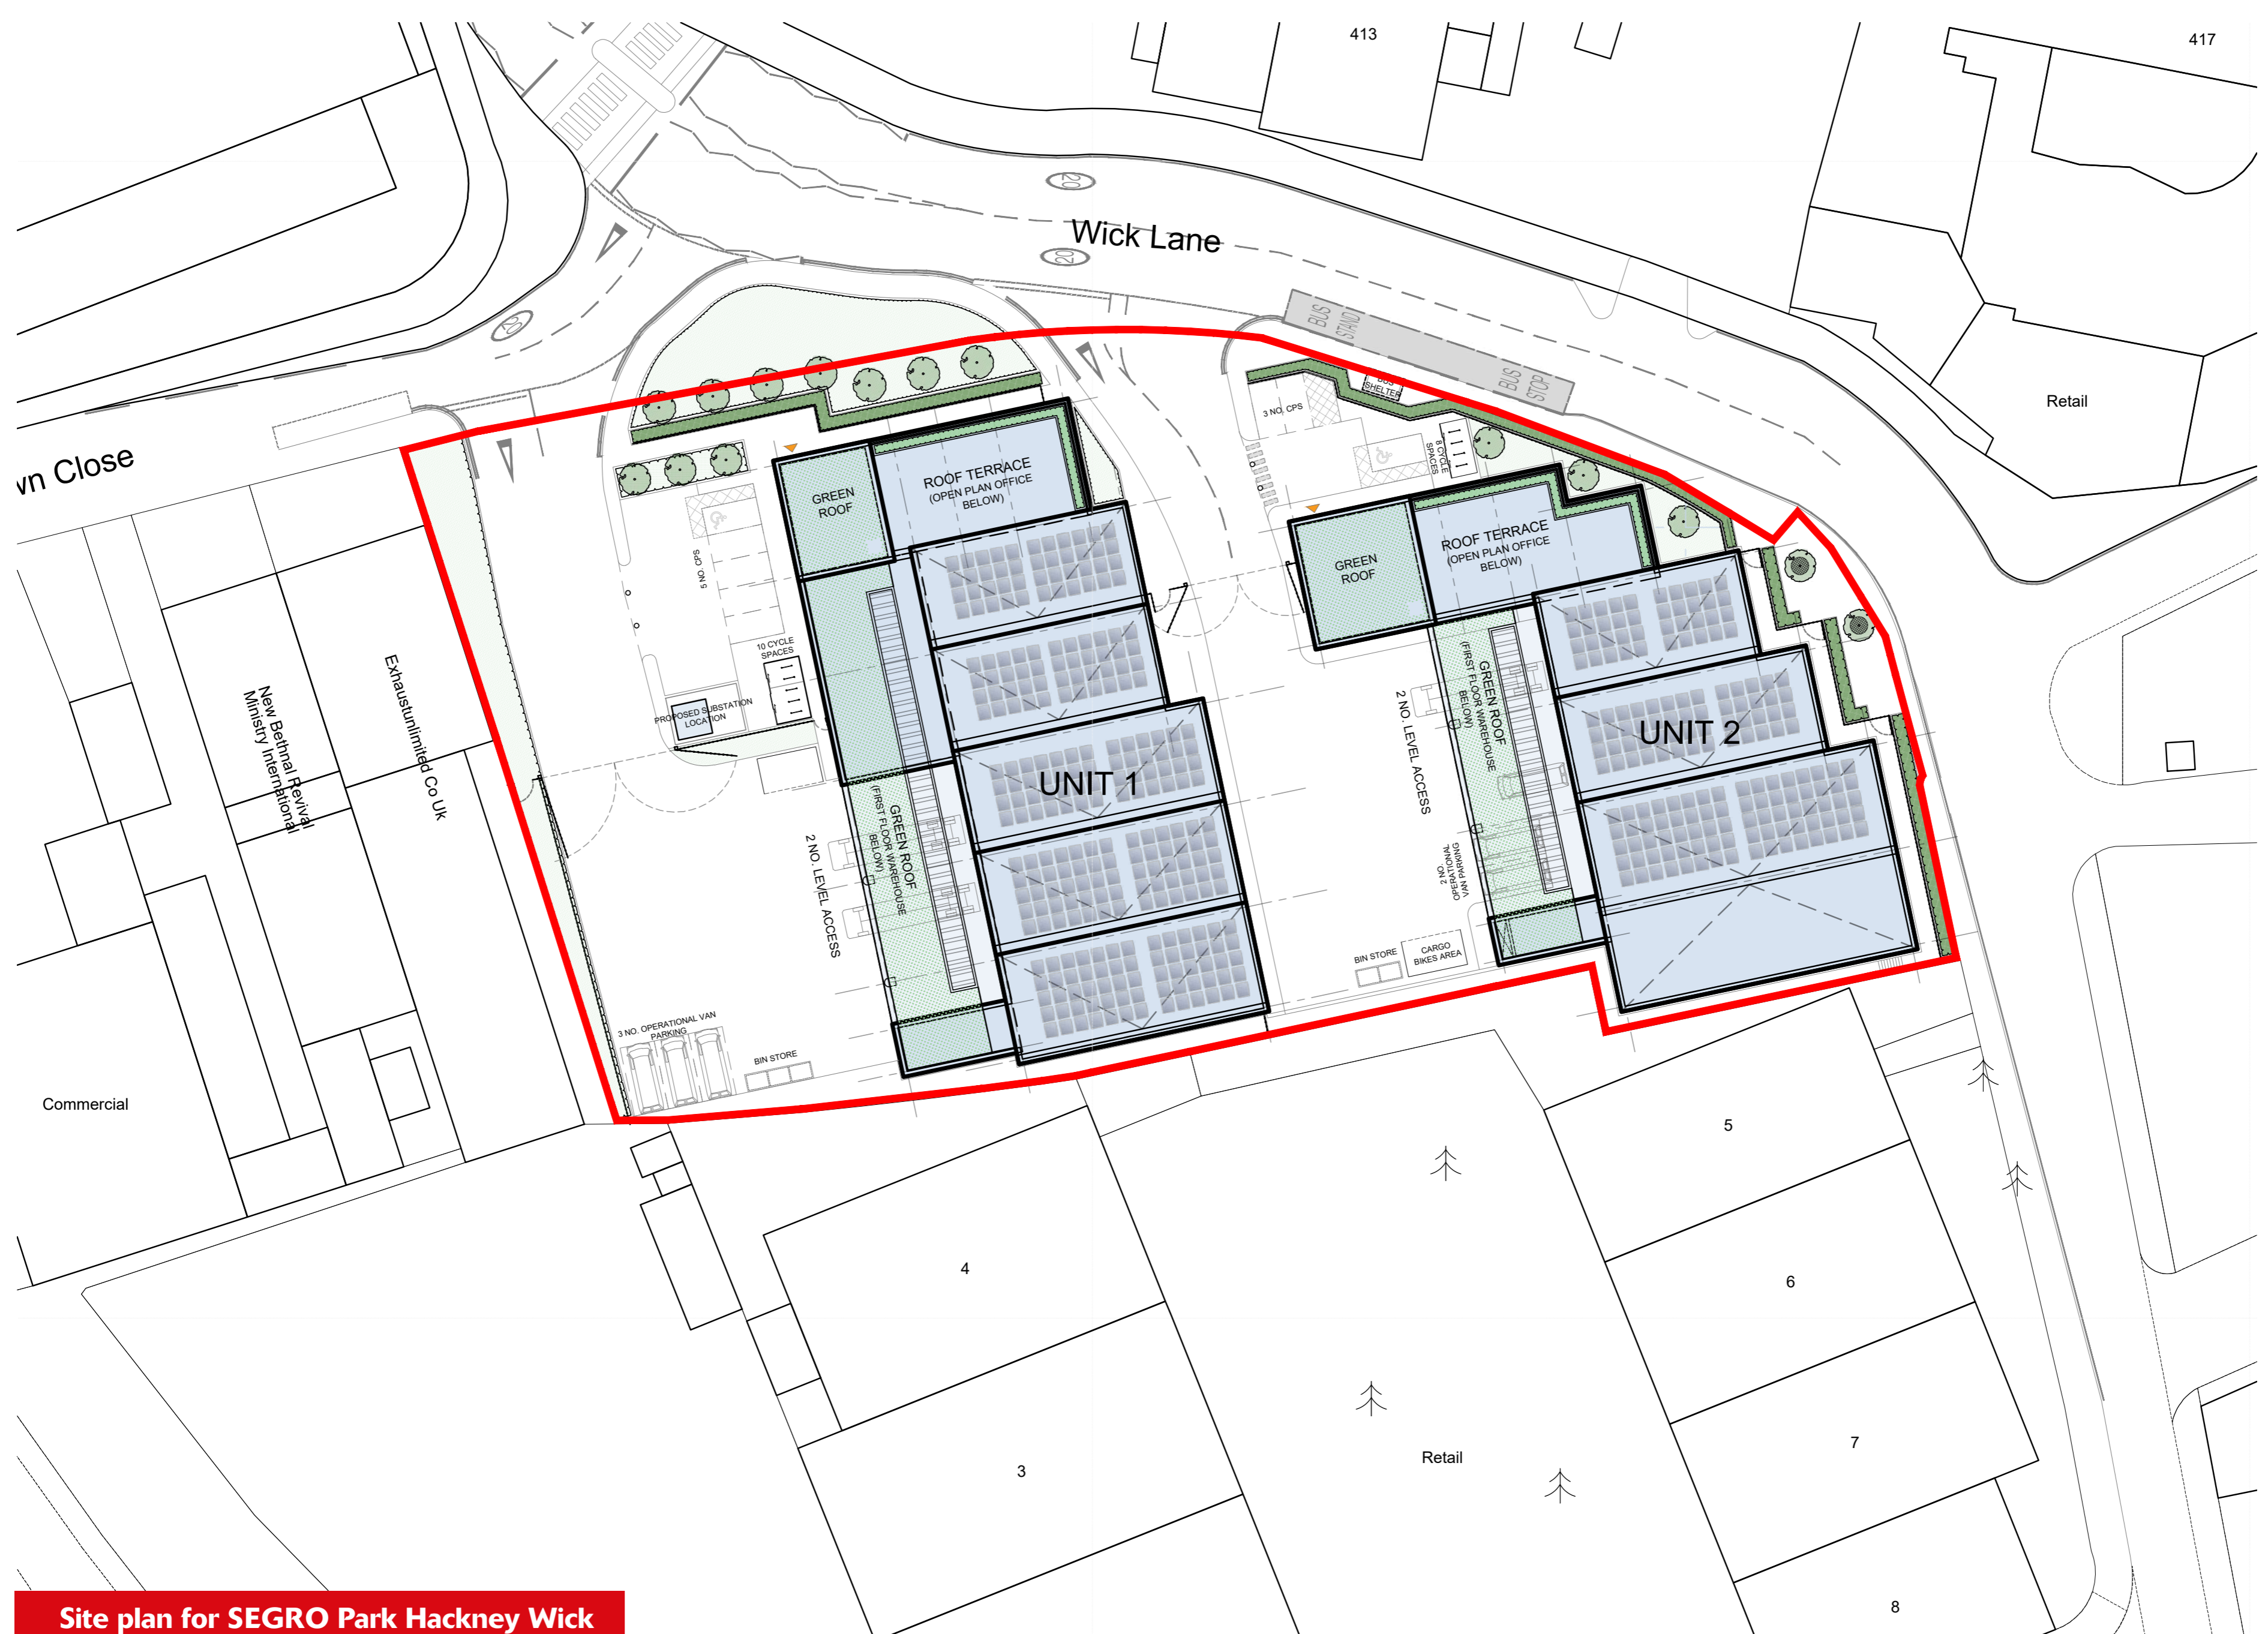 413
417
20
Wick Lane
20
20
BUS
STAND
BUS
STOP
BUS
SHELTER
Retail
3 NO. CPS
8 CYCLE
SPACES
wn Close
GREEN
ROOF
ROOF TERRACE
(OPEN PLAN OFFICE
BELOW)
GREEN
ROOF
ROOF TERRACE
(OPEN PLAN OFFICE
BELOW)
5 NO. CPS
10 CYCLE
SPACES
PROPOSED SUBSTATION
LOCATION
New Bethnal Revival
Ministry International
Exhaustunlimited Co Uk
UNIT 1
UNIT 2
GREEN ROOF
(FIRST FLOOR WAREHOUSE
BELOW)
2 NO. LEVEL ACCESS
GREEN ROOF
(FIRST FLOOR WAREHOUSE
BELOW)
2 NO. LEVEL ACCESS
2 NO.
OPERATIONAL
VAN PARKING
BIN STORE
CARGO
BIKES AREA
3 NO. OPERATIONAL VAN
PARKING
BIN STORE
Commercial
5
4
6
7
3
Retail
8
Site plan for SEGRO Park Hackney Wick